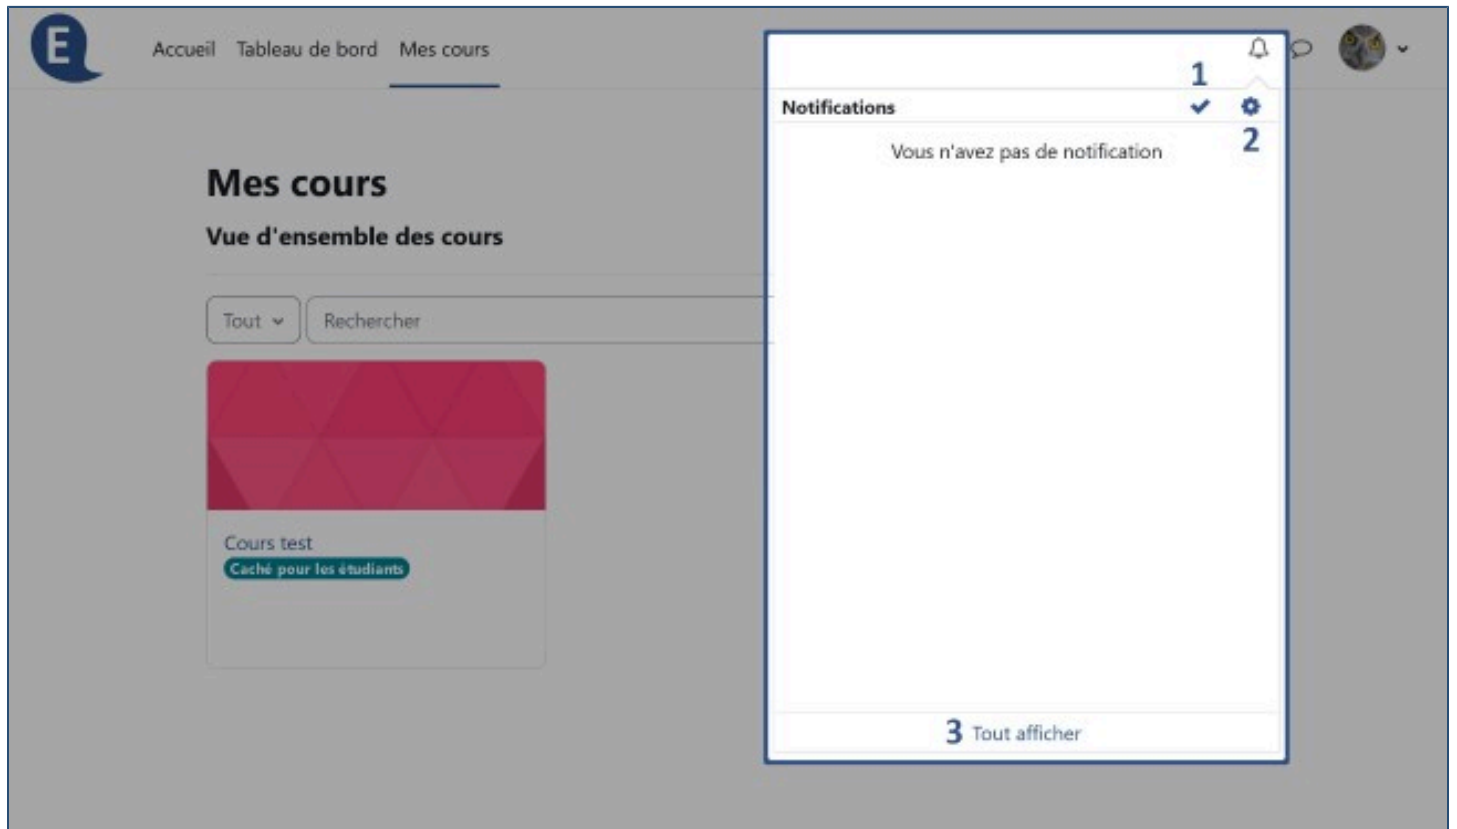 E
Accueil Tableau de bord Mes cours
1
Notifications
2
Vous n'avez pas de notification
Mes cours
Vue d'ensemble des cours
Tout Rechercher
Cours test
Caché pour les étudiants
3 Tout afficher